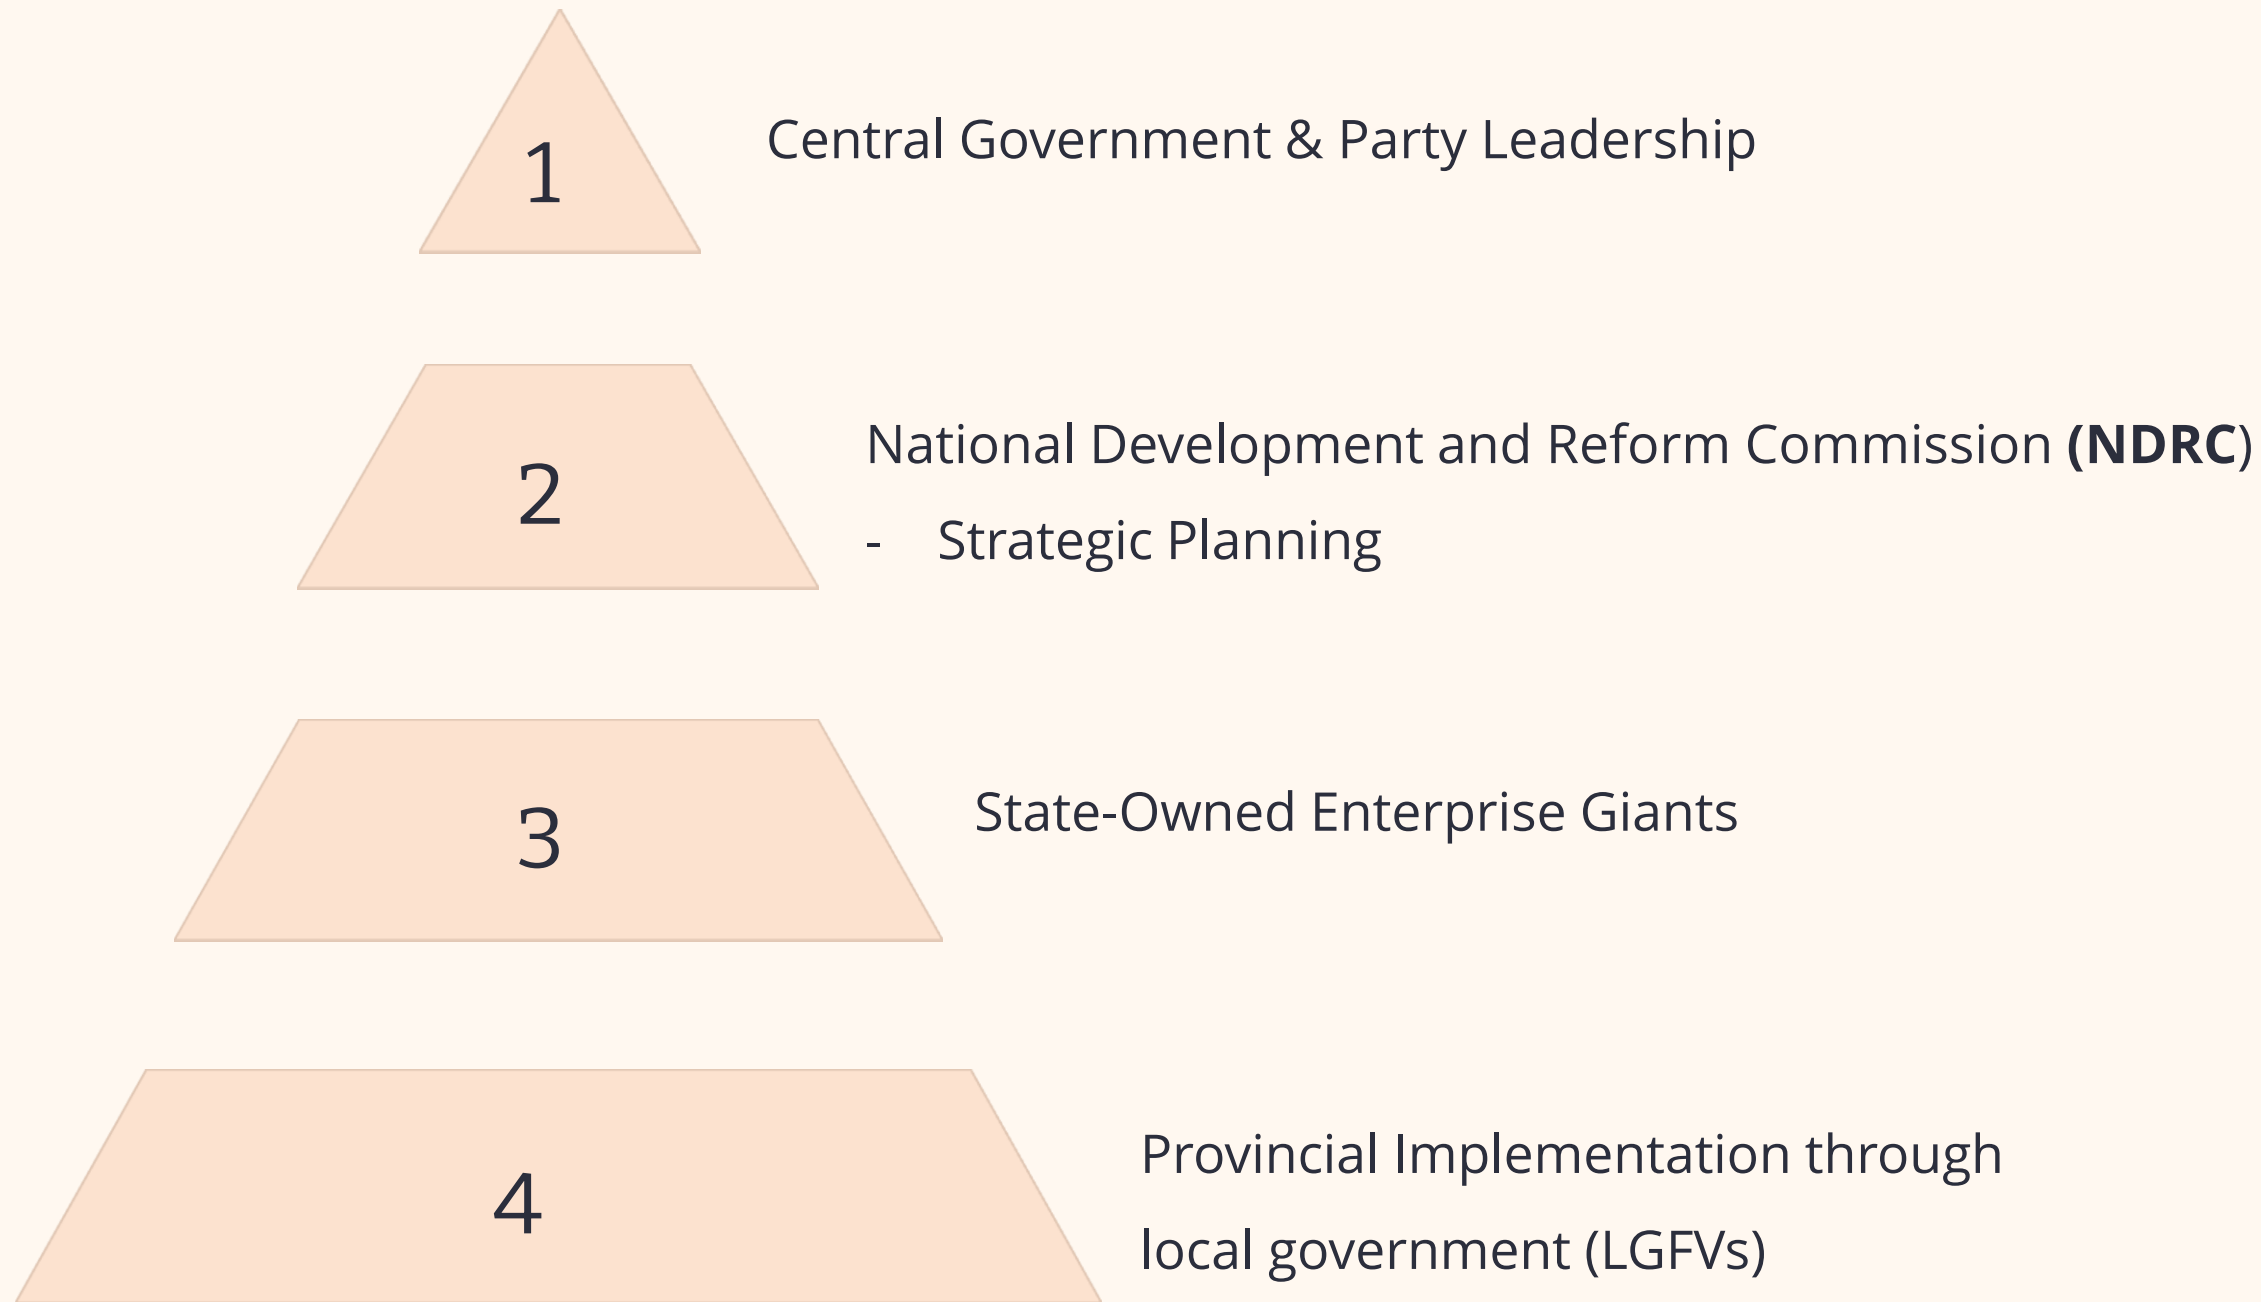 1
Central Government & Party Leadership
2
National Development and Reform Commission (NDRC)
- Strategic Planning
3
State-Owned Enterprise Giants
4
Provincial Implementation through
local government (LGFVs)